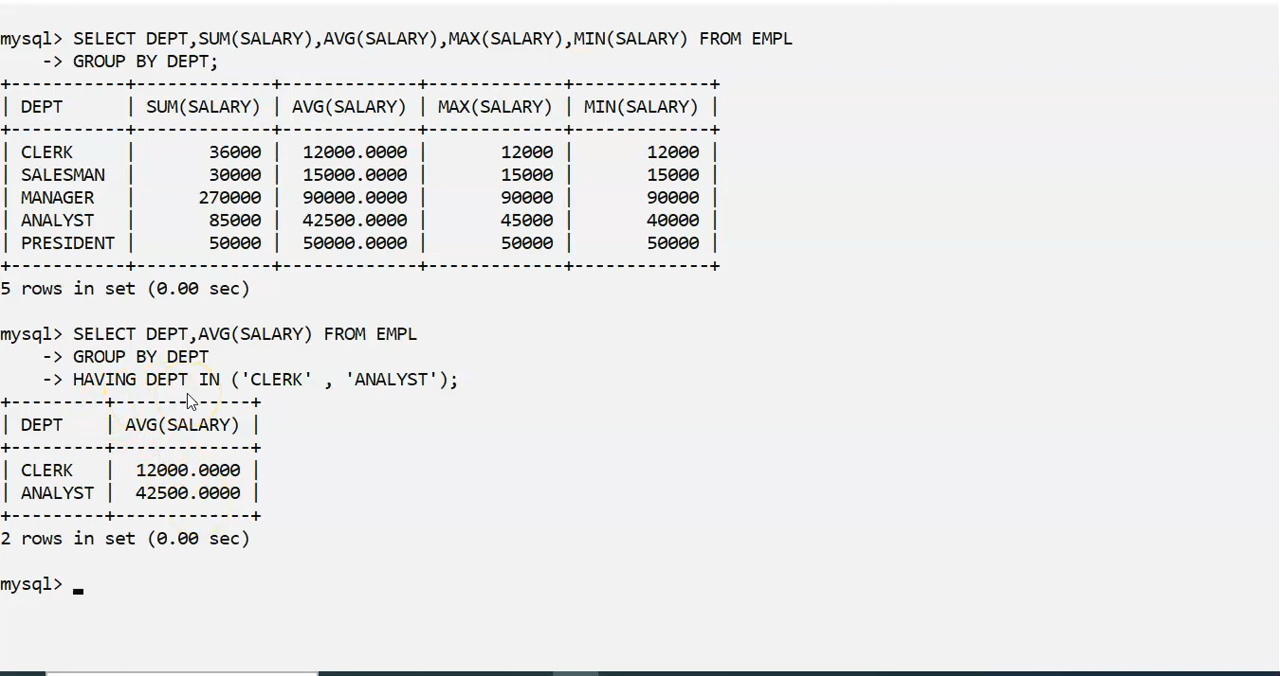 mysql> SELECT DEPT,SUM(SALARY),AVG(SALARY),MAX(SALARY),MIN(SALARY) FROM EMPL
    -> GROUP BY DEPT;
+-----------+-------------+-------------+-------------+-------------+
| DEPT      | SUM(SALARY) | AVG(SALARY) | MAX(SALARY) | MIN(SALARY) |
+-----------+-------------+-------------+-------------+-------------+
| CLERK     |       36000 |  12000.0000 |       12000 |       12000 |
| SALESMAN  |       30000 |  15000.0000 |       15000 |       15000 |
| MANAGER   |      270000 |  90000.0000 |       90000 |       90000 |
| ANALYST   |       85000 |  42500.0000 |       45000 |       40000 |
| PRESIDENT |       50000 |  50000.0000 |       50000 |       50000 |
+-----------+-------------+-------------+-------------+-------------+
5 rows in set (0.00 sec)
mysql> SELECT DEPT,AVG(SALARY) FROM EMPL
    -> GROUP BY DEPT
    -> HAVING DEPT IN ('CLERK' , 'ANALYST');
+---------+-------------+
| DEPT    | AVG(SALARY) |
+---------+-------------+
| CLERK   |  12000.0000 |
| ANALYST |  42500.0000 |
+---------+-------------+
2 rows in set (0.00 sec)
mysql> _